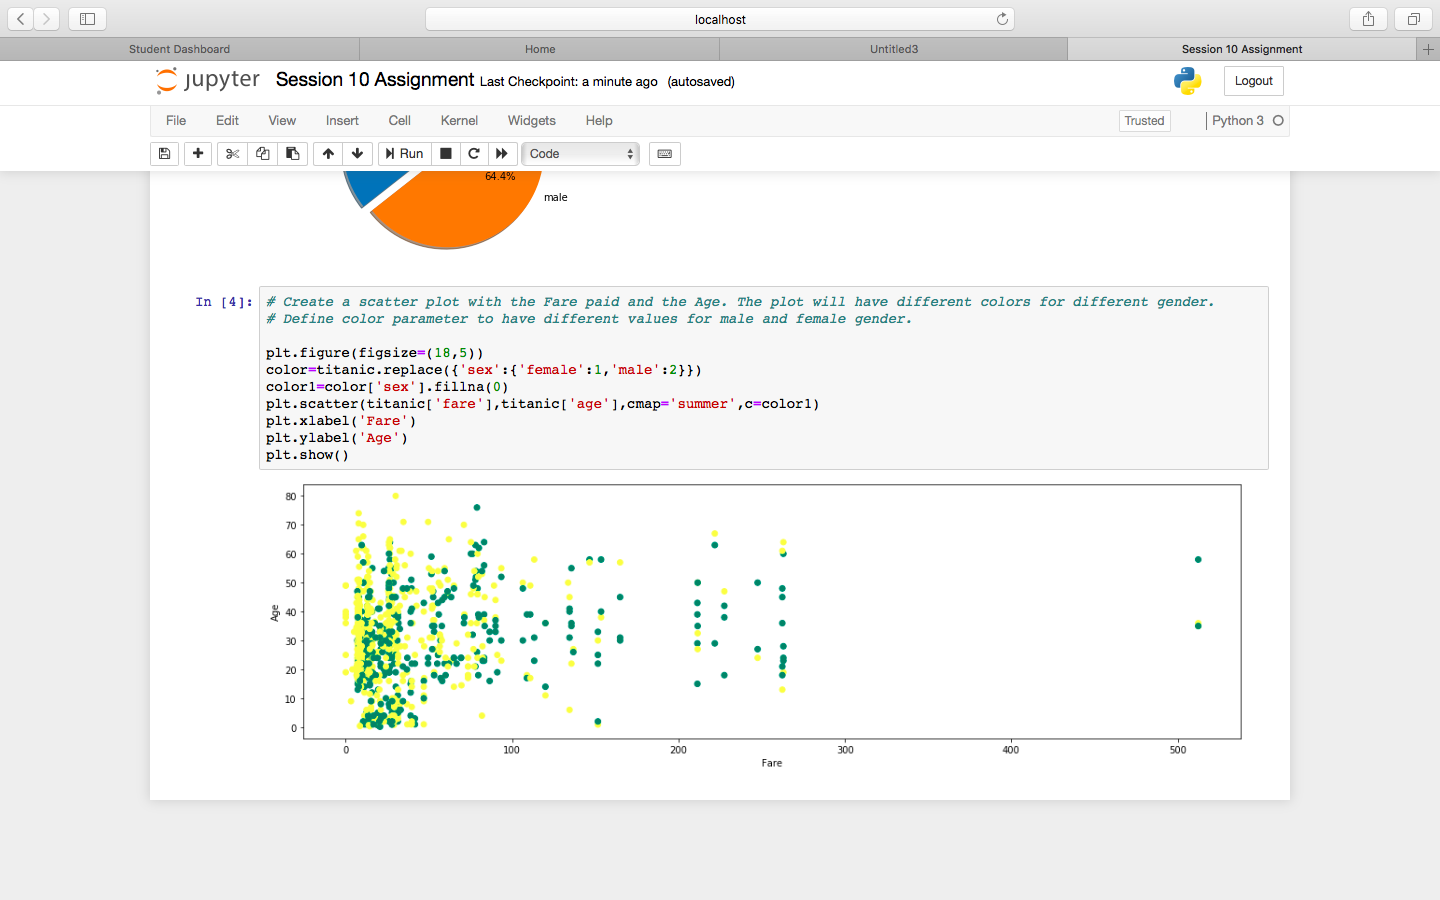 localhost
Student Dashboard
Home
Untitled3
Session 10 Assignment
jupyter
Session 10 Assignment Last Checkpoint: a minute ago (autosaved)
Logout
File Edit View Insert Cell Kernel Widgets Help
Trusted
Python 3
Run
Code
64.4%
male
In [4]:
# Create a scatter plot with the Fare paid and the Age. The plot will have different colors for different gender.
# Define color parameter to have different values for male and female gender.
plt.figure(figsize=(18,5))
color=titanic.replace({'sex':{'female':1,'male':2}})
color1=color['sex'].fillna(0)
plt.scatter(titanic['fare'],titanic['age'],cmap='summer',c=color1)
plt.xlabel('Fare')
plt.ylabel('Age')
plt.show()
80
70
60
50
40
30
20
10
0
Age
0 100 200 300 400 500
Fare